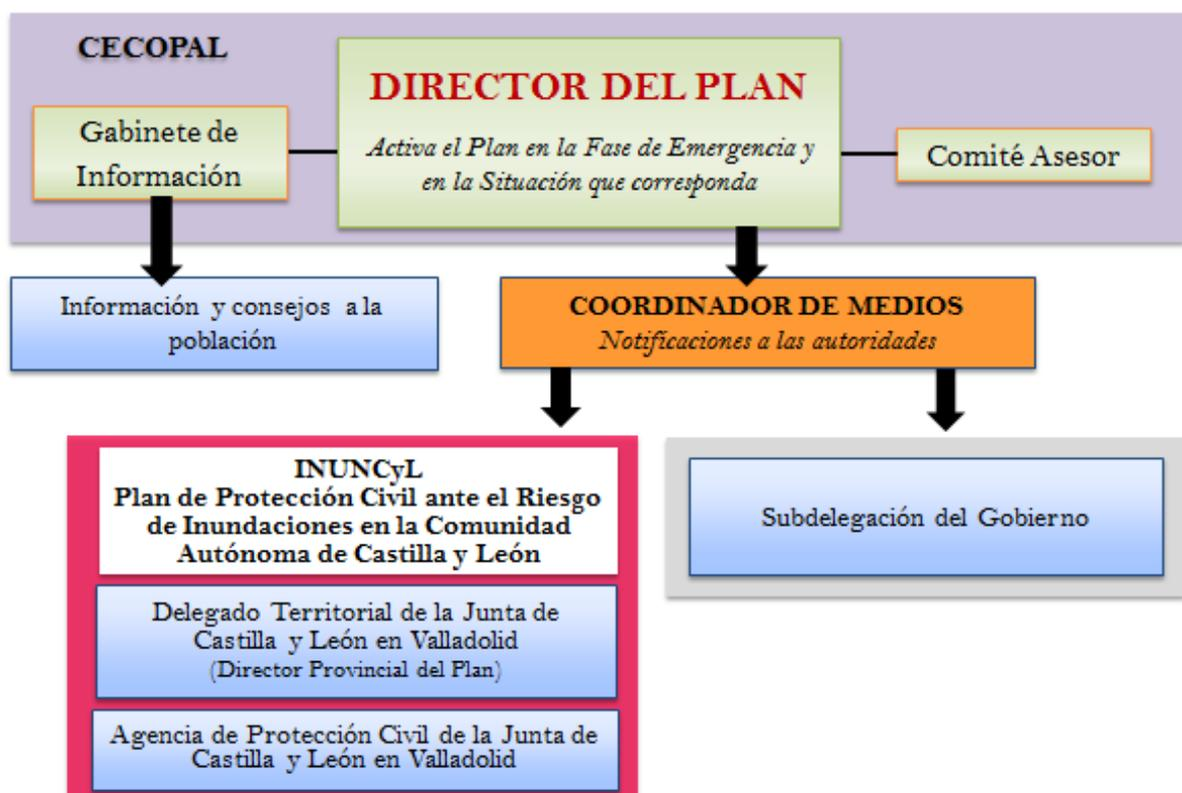 CECOPAL
DIRECTOR DEL PLAN
Activa el Plan en la Fase de Emergencia y
en la Situación que corresponda
Gabinete de
Información
Comité Asesor
Información y consejos a la
población
COORDINADOR DE MEDIOS
Notificaciones a las autoridades
INUNCyL
Plan de Protección Civil ante el Riesgo
de Inundaciones en la Comunidad
Autónoma de Castilla y León
Delegado Territorial de la Junta de
Castilla y León en Valladolid
(Director Provincial del Plan)
Agencia de Protección Civil de la Junta de
Castilla y León en Valladolid
Subdelegación del Gobierno